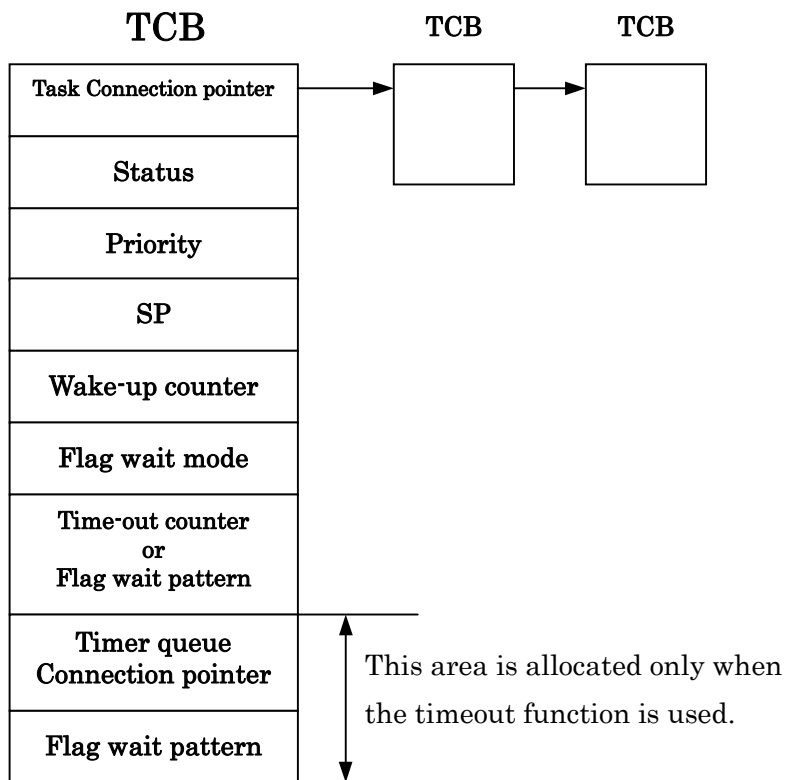 TCB
TCB
TCB
Task Connection pointer
Status
Priority
SP
Wake-up counter
Flag wait mode
Time-out counter
or
Flag wait pattern
Timer queue
Connection pointer
Flag wait pattern
This area is allocated only when
the timeout function is used.